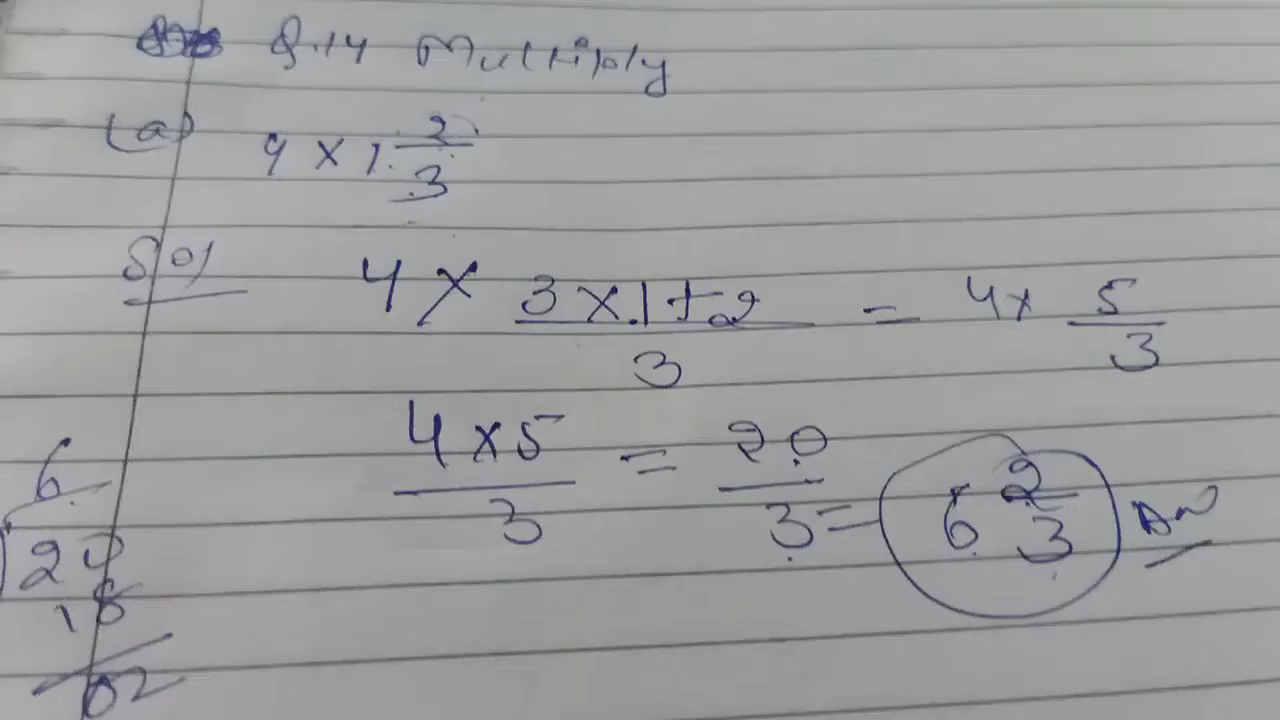 Q.14 Multiply
(a) 4 × 1 2/3
Sol 4 × (3 × 1 + 2)/3 = 4 × 5/3
(4 × 5)/3 = 20/3 = 6 2/3 Ans
6
20
18
02